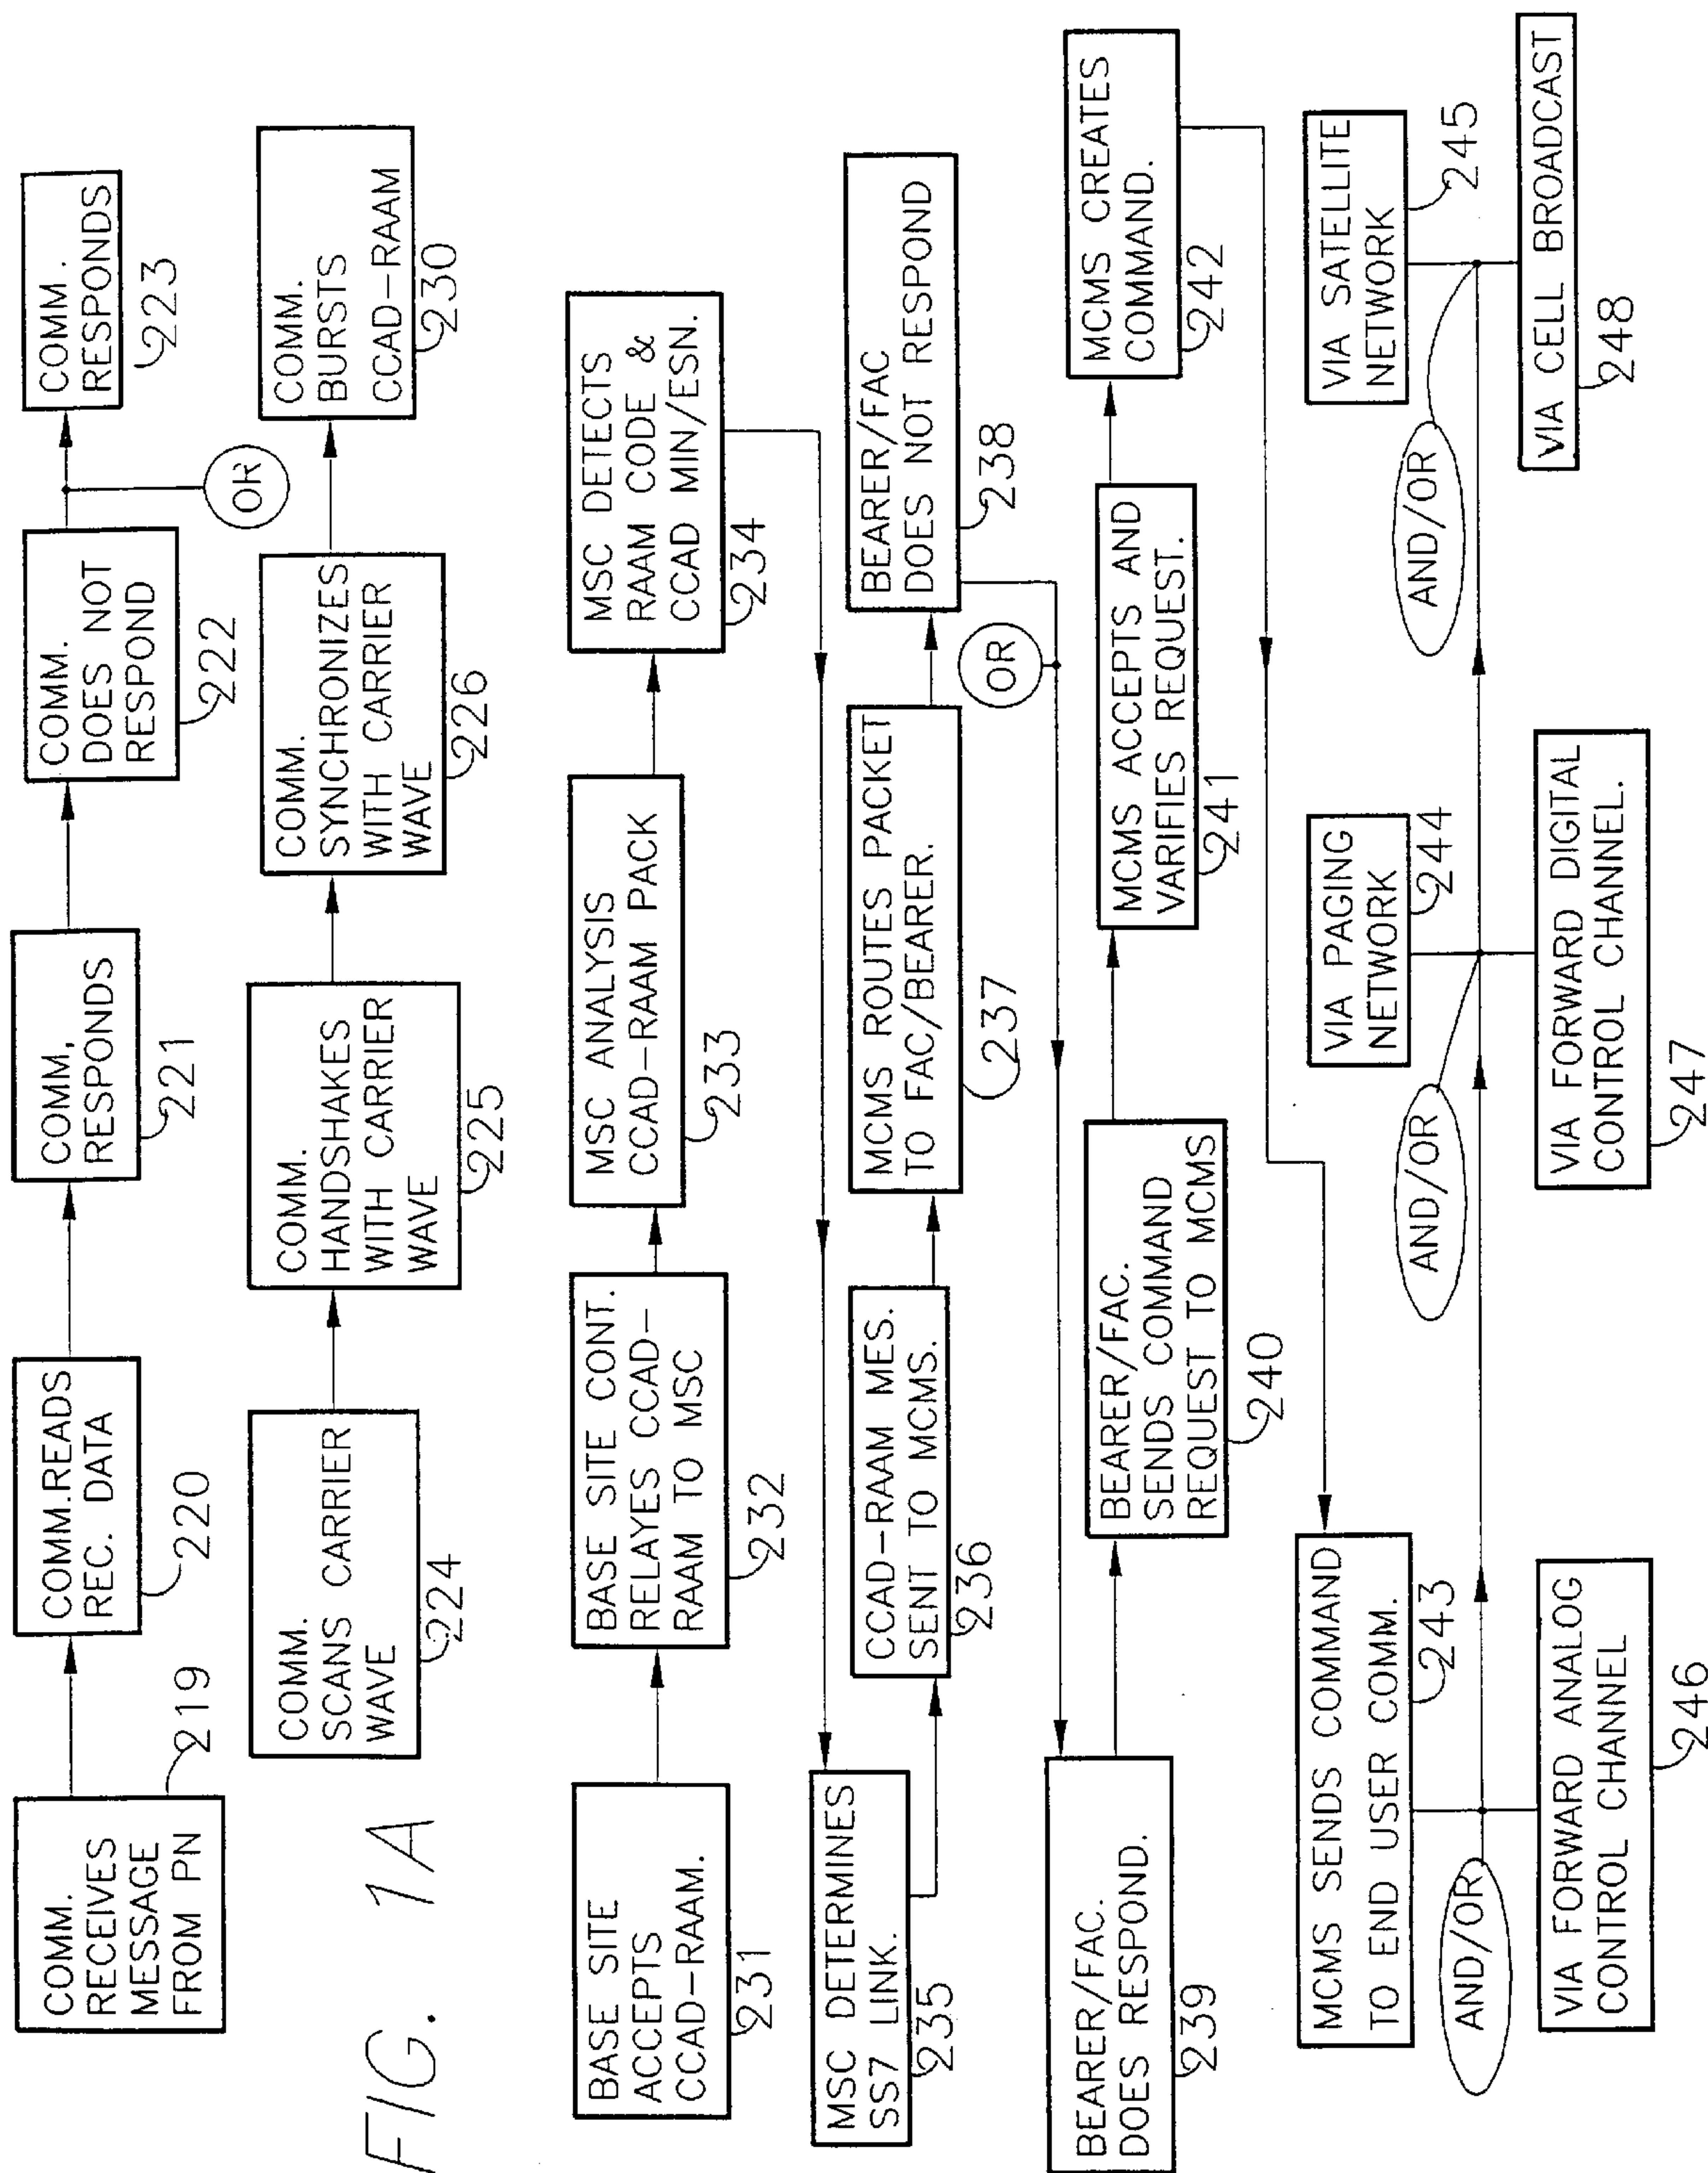 COMM.
RECEIVES
MESSAGE
FROM PN
219
COMM.READS
REC. DATA
220
COMM,
RESPONDS
221
COMM.
DOES NOT
RESPOND
222
OR
COMM.
RESPONDS
223
COMM.
SCANS CARRIER
WAVE
224
COMM.
HANDSHAKES
WITH CARRIER
WAVE
225
COMM.
SYNCHRONIZES
WITH CARRIER
WAVE
226
COMM.
BURSTS
CCAD-RAAM
230
FIG. 1A
BASE SITE
ACCEPTS
CCAD-RAAM.
231
BASE SITE CONT.
RELAYES CCAD-
RAAM TO MSC
232
MSC ANALYSIS
CCAD-RAAM PACK
233
MSC DETECTS
RAAM CODE &
CCAD MIN/ESN.
234
MSC DETERMINES
SS7 LINK.
235
CCAD-RAAM MES.
SENT TO MCMS.
236
MCMS ROUTES PACKET
TO FAC/BEARER.
237
BEARER/FAC
DOES NOT RESPOND
238
OR
BEARER/FAC.
DOES RESPOND.
239
BEARER/FAC.
SENDS COMMAND
REQUEST TO MCMS
240
MCMS ACCEPTS AND
VARIFIES REQUEST.
241
MCMS CREATES
COMMAND.
242
MCMS SENDS COMMAND
TO END USER COMM.
243
VIA PAGING
NETWORK
244
VIA SATELLITE
NETWORK
245
AND/OR
AND/OR
AND/OR
VIA FORWARD ANALOG
CONTROL CHANNEL
246
VIA FORWARD DIGITAL
CONTROL CHANNEL.
247
VIA CELL BROADCAST
248